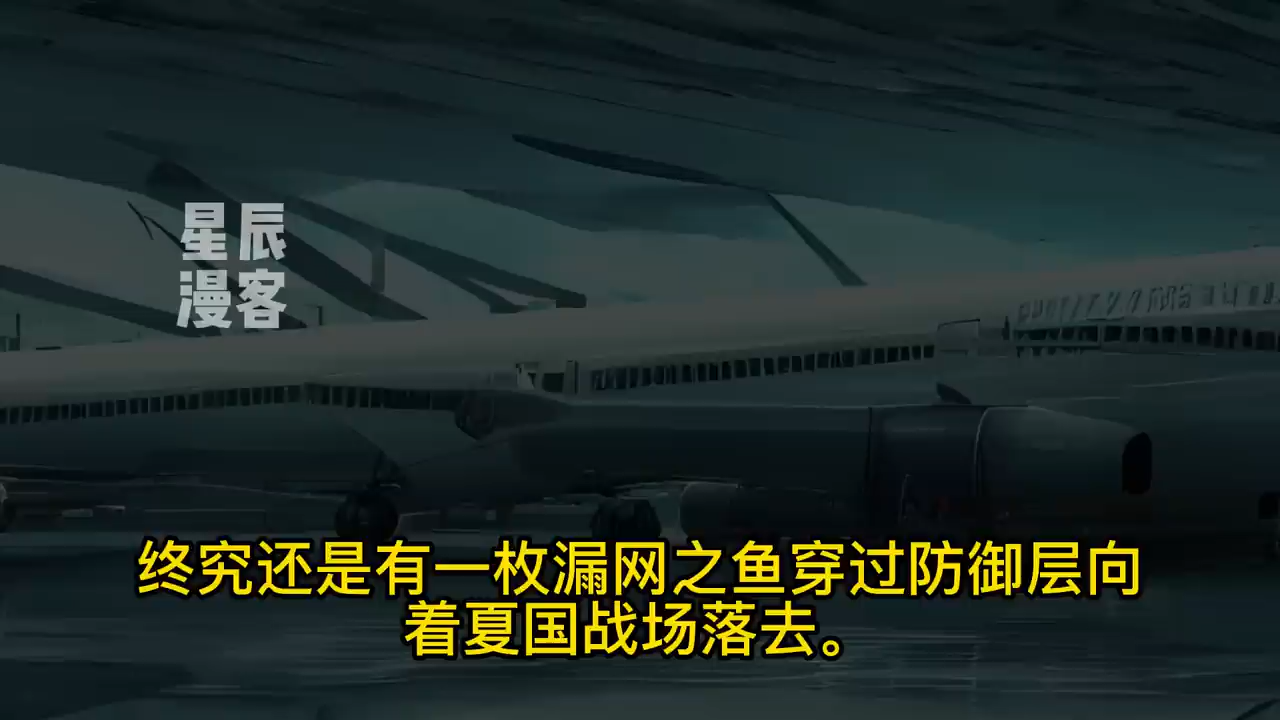 星辰
漫客
终究还是有一枚漏网之鱼穿过防御层向
着夏国战场落去。